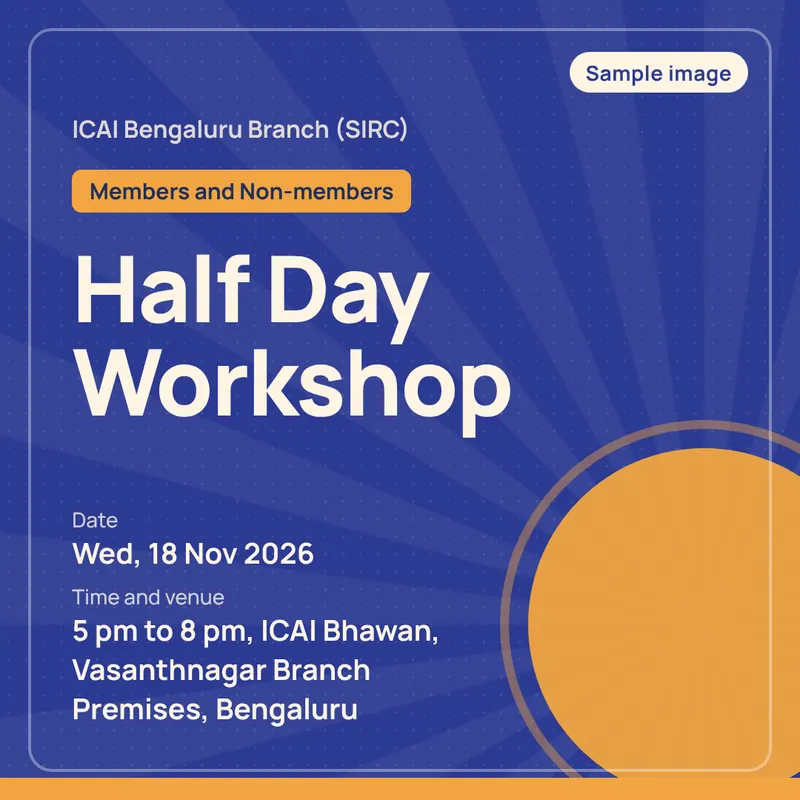 Sample image
ICAI Bengaluru Branch (SIRC)
Members and Non-members
Half Day
Workshop
Date
Wed, 18 Nov 2026
Time and venue
5 pm to 8 pm, ICAI Bhawan,
Vasanthnagar Branch
Premises, Bengaluru